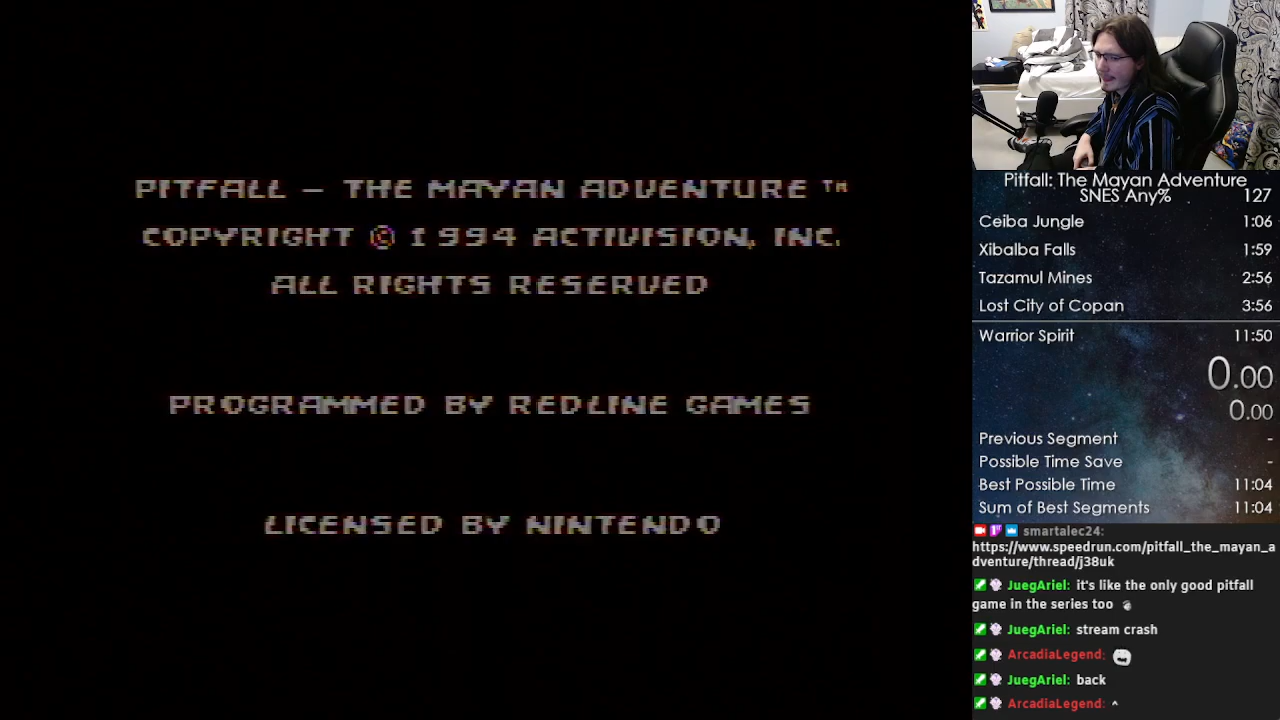 PITFALL – THE MAYAN ADVENTURE ™
COPYRIGHT © 1994 ACTIVISION, INC.
ALL RIGHTS RESERVED
PROGRAMMED BY REDLINE GAMES
LICENSED BY NINTENDO
Pitfall: The Mayan Adventure
SNES Any% 127
Ceiba Jungle 1:06
Xibalba Falls 1:59
Tazamul Mines 2:56
Lost City of Copan 3:56
Warrior Spirit 11:50
0.00
0.00
Previous Segment -
Possible Time Save -
Best Possible Time 11:04
Sum of Best Segments 11:04
smartalec24:
https://www.speedrun.com/pitfall_the_mayan_a
dventure/thread/j38uk
JuegAriel: it's like the only good pitfall
game in the series too
JuegAriel: stream crash
ArcadiaLegend:
JuegAriel: back
ArcadiaLegend: ^